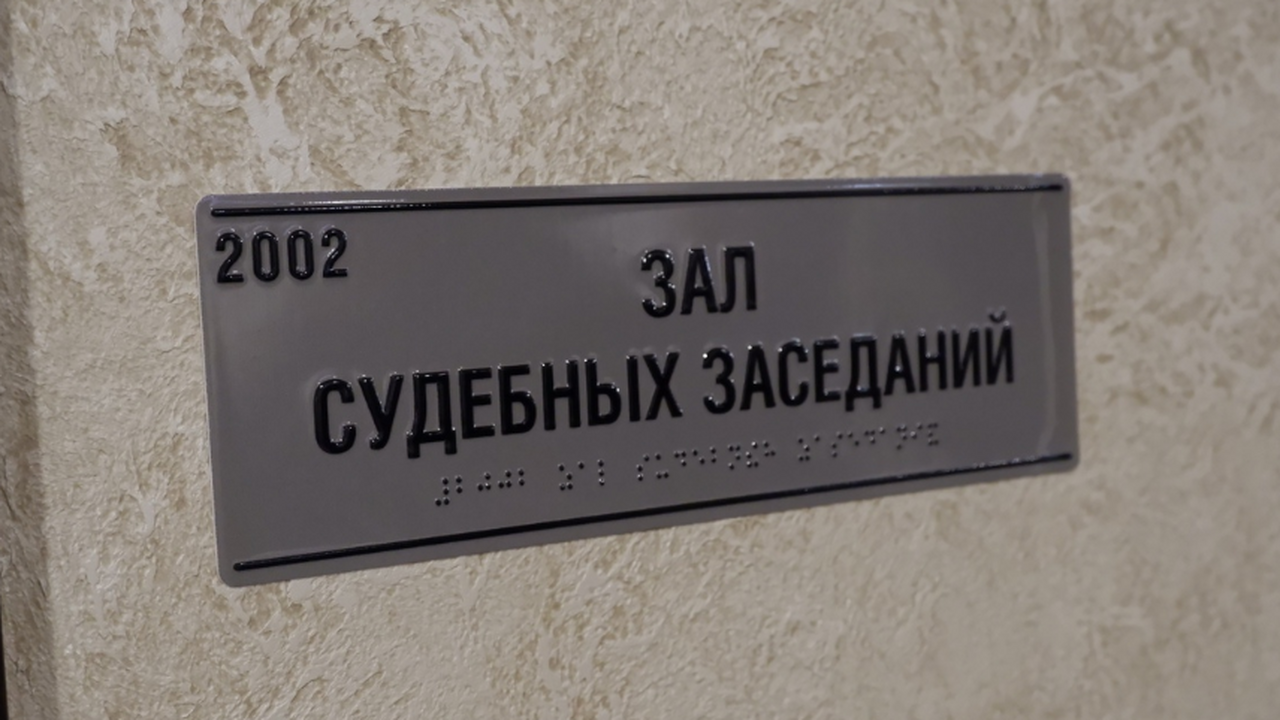 2002
ЗАЛ
СУДЕБНЫХ ЗАСЕДАНИЙ
⠼⠃⠚⠚⠃ ⠵⠁⠇ ⠎⠥⠙⠑⠃⠝⠮⠓ ⠵⠁⠎⠑⠙⠁⠝⠊⠯